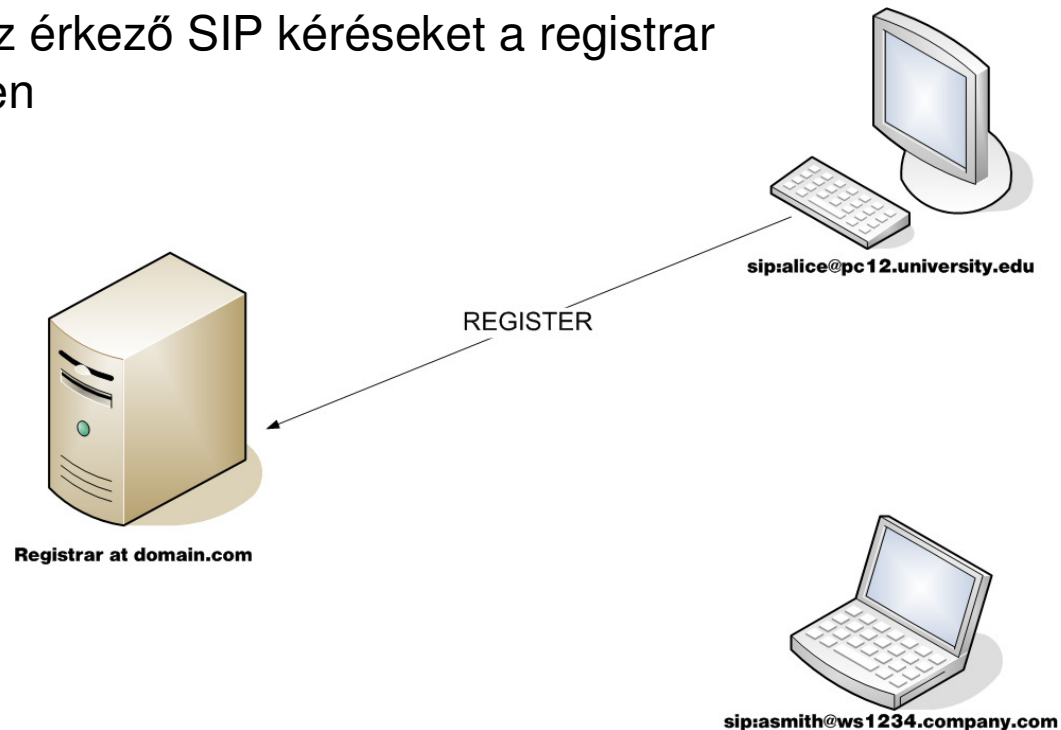 z érkező SIP kéréseket a registrar
en
sip:alice@pc12.university.edu
REGISTER
Registrar at domain.com
sip:asmith@ws1234.company.com